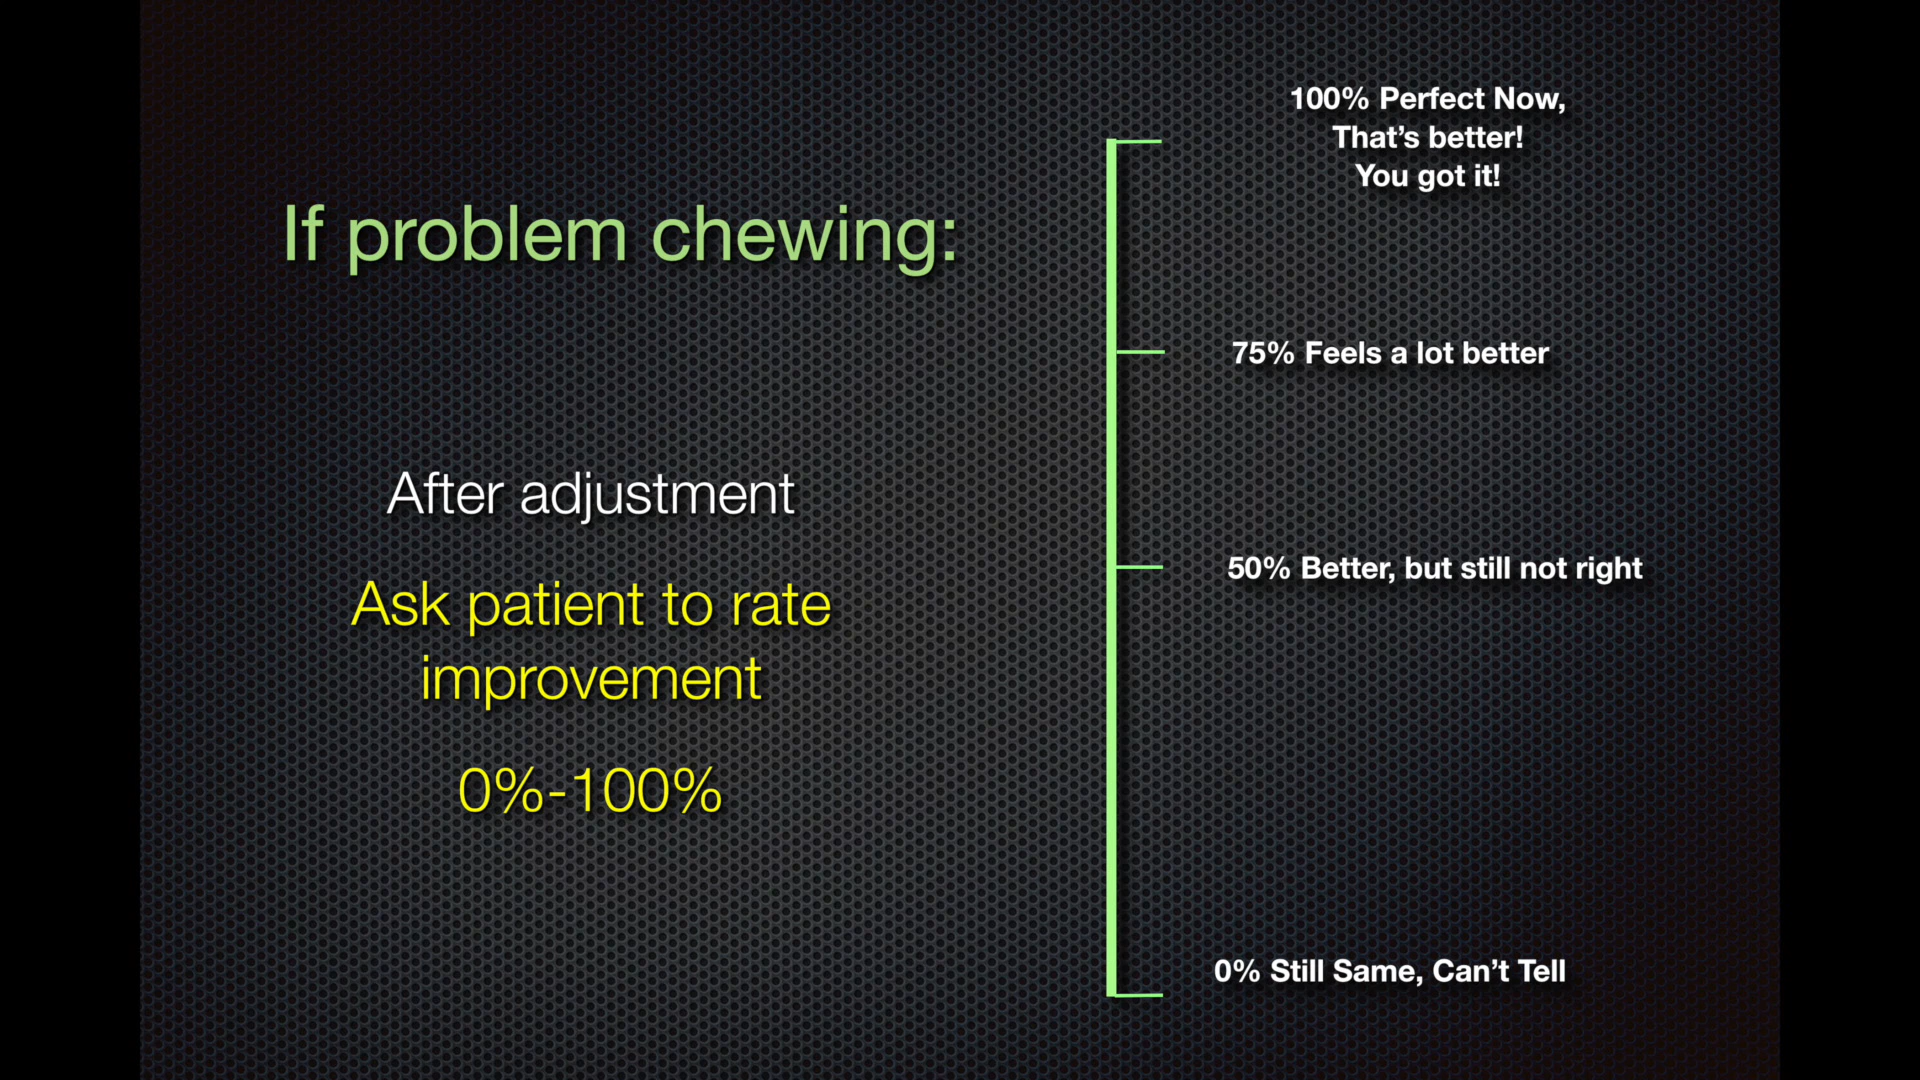 If problem chewing:
After adjustment
Ask patient to rate
improvement
0%-100%
100% Perfect Now,
That's better!
You got it!
75% Feels a lot better
50% Better, but still not right
0% Still Same, Can't Tell